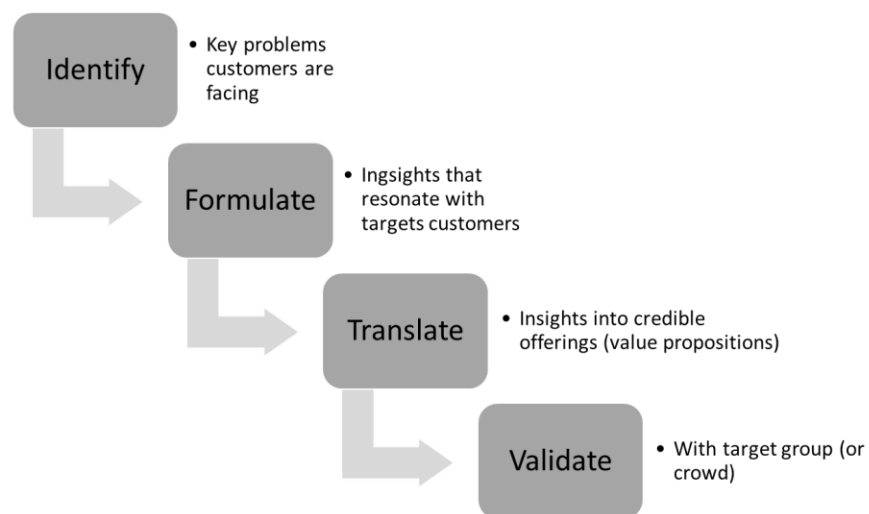 Identify
• Key problems
customers are
facing
Formulate
• Ingsights that
resonate with
targets customers
Translate
• Insights into credible
offerings (value propositions)
Validate
• With target group (or
crowd)